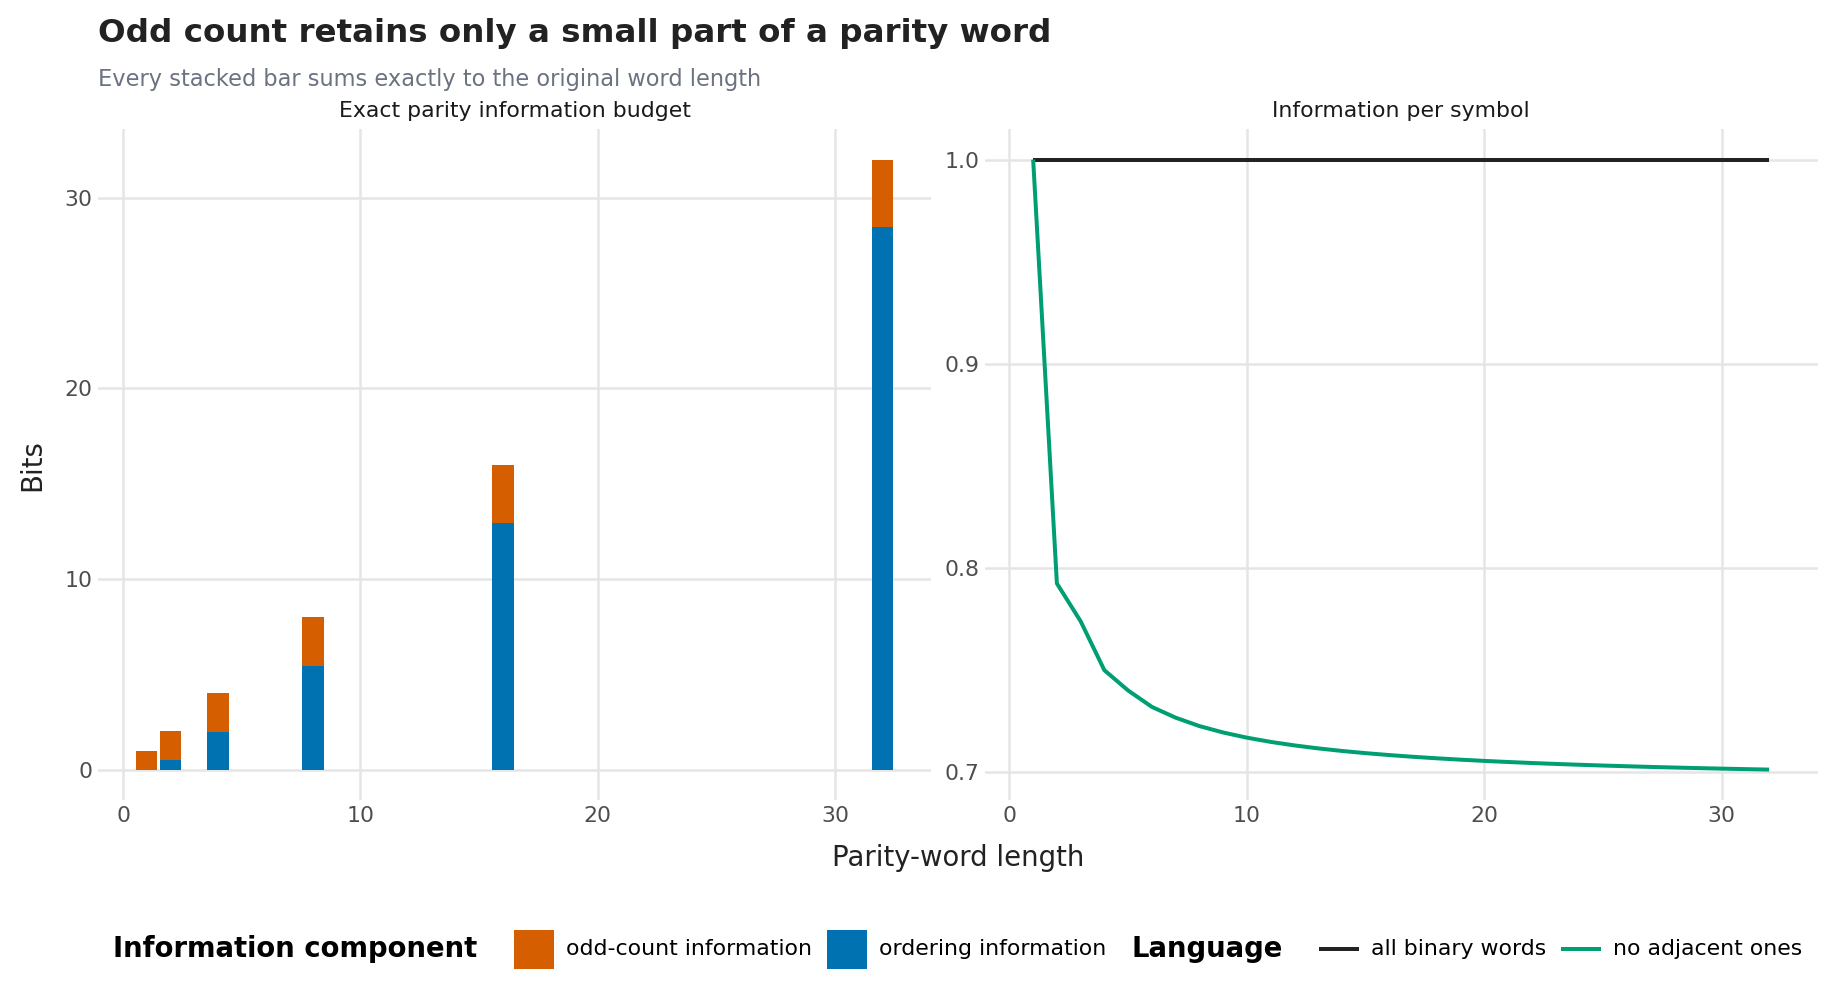 Odd count retains only a small part of a parity word
Every stacked bar sums exactly to the original word length
Exact parity information budget
Information per symbol
30
20
10
0
0
10
20
30
1.0
0.9
0.8
0.7
0
10
20
30
Bits
Parity-word length
Information component
odd-count information
ordering information
Language
all binary words
no adjacent ones